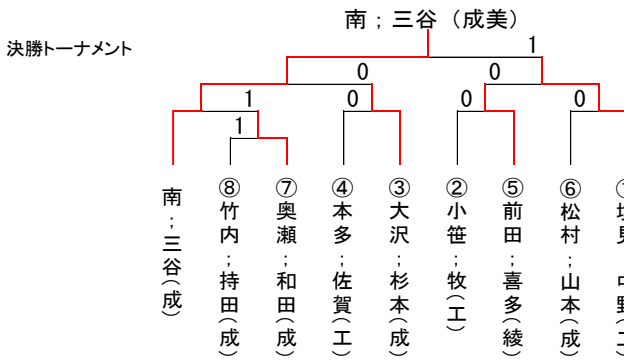 南；三谷（成美）
決勝トーナメント
1
0 0
1 0 0 0
1
南；三谷(成)
⑧竹内；持田(成)
⑦奥瀬；和田(成)
④本多；佐賀(工)
③大沢；杉本(成)
②小笹；牧(工)
⑤前田；喜多(綾)
⑥松村；山本(成)